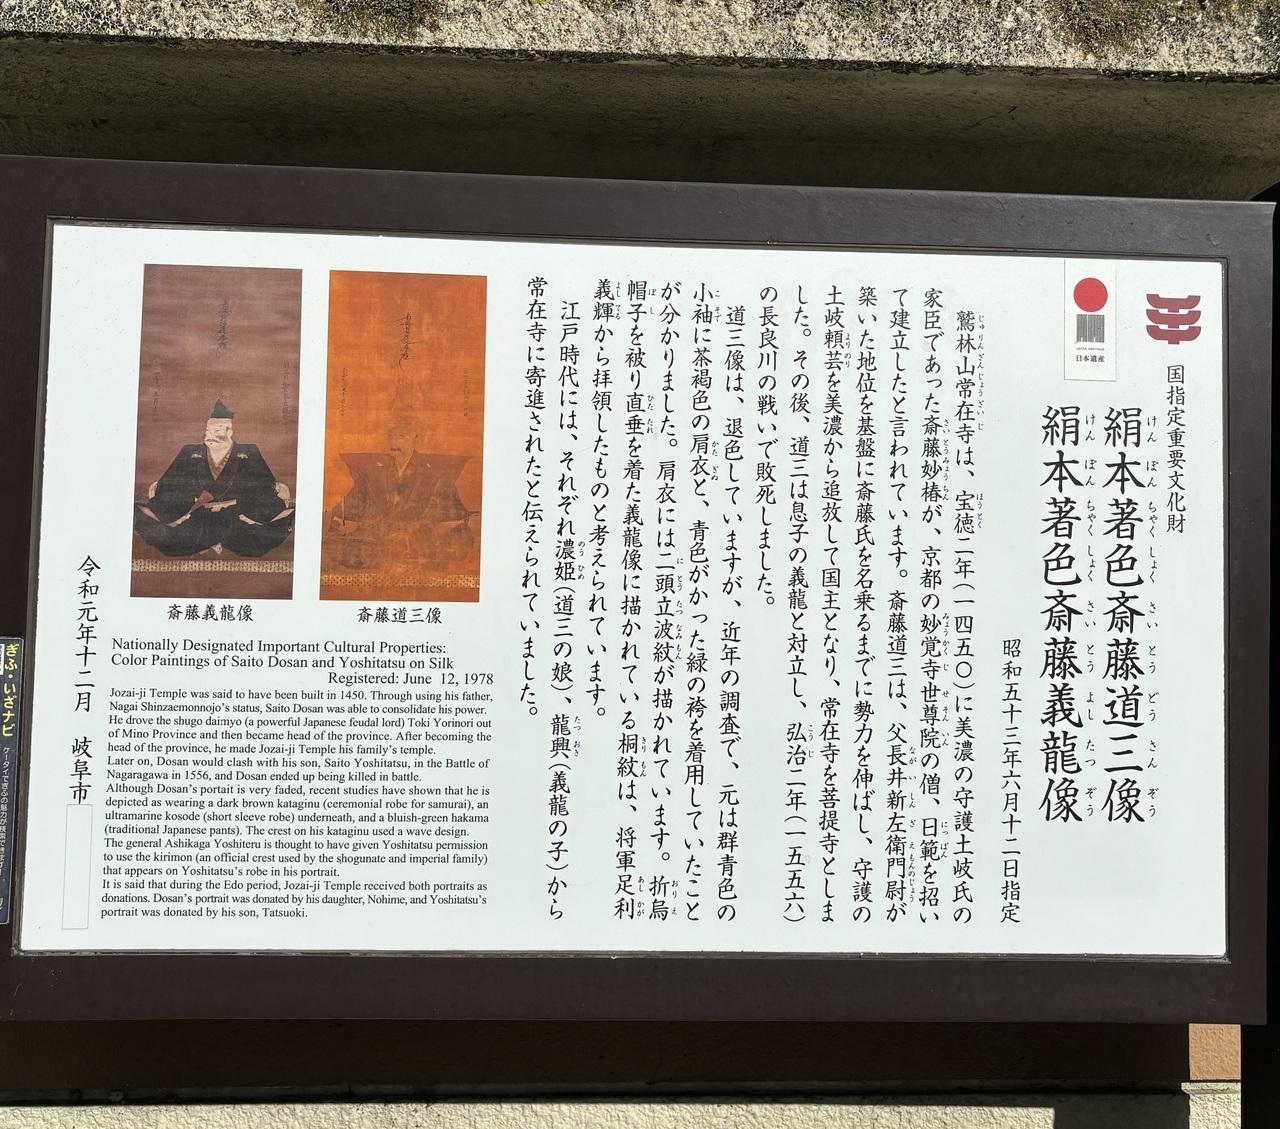 国指定重要文化財
絹本著色斎藤道三像
絹本著色斎藤義龍像
昭和五十三年六月十二日指定
日本遺産
JAPAN HERITAGE
鷲林山常在寺は、宝徳二年(一四五〇)に美濃の守護土岐氏の
家臣であった斎藤妙椿が、京都の妙覚寺世尊院の僧、日範を招い
て建立したと言われています。斎藤道三は、父長井新左衛門尉が
築いた地位を基盤に斎藤氏を名乗るまでに勢力を伸ばし、守護の
土岐頼芸を美濃から追放して国主となり、常在寺を菩提寺としま
した。その後、道三は息子の義龍と対立し、弘治二年(一五五六)
の長良川の戦いで敗死しました。
道三像は、退色していますが、近年の調査で、元は群青色の
小袖に茶褐色の肩衣と、青色がかった緑の袴を着用していたこと
が分かりました。肩衣には二頭立波紋が描かれています。折烏
帽子を被り直垂を着た義龍像に描かれている桐紋は、将軍足利
義輝から拝領したものと考えられています。
江戸時代には、それぞれ濃姫(道三の娘)、龍興(義龍の子)から
常在寺に寄進されたと伝えられていました。
斎藤道三像
斎藤義龍像
Nationally Designated Important Cultural Properties:
Color Paintings of Saito Dosan and Yoshitatsu on Silk
Registered: June 12, 1978
Jozai-ji Temple was said to have been built in 1450. Through using his father,
Nagai Shinzaemonnojo's status, Saito Dosan was able to consolidate his power.
He drove the shugo daimyo (a powerful Japanese feudal lord) Toki Yorinori out
of Mino Province and then became head of the province. After becoming the
head of the province, he made Jozai-ji Temple his family's temple.
Later on, Dosan would clash with his son, Saito Yoshitatsu, in the Battle of
Nagaragawa in 1556, and Dosan ended up being killed in battle.
Although Dosan's portait is very faded, recent studies have shown that he is
depicted as wearing a dark brown kataginu (ceremonial robe for samurai), an
ultramarine kosode (short sleeve robe) underneath, and a bluish-green hakama
(traditional Japanese pants). The crest on his kataginu used a wave design.
The general Ashikaga Yoshiteru is thought to have given Yoshitatsu permission
to use the kirimon (an official crest used by the shogunate and imperial family)
that appears on Yoshitatsu's robe in his portrait.
It is said that during the Edo period, Jozai-ji Temple received both portraits as
donations. Dosan's portrait was donated by his daughter, Nohime, and Yoshitatsu's
portrait was donated by his son, Tatsuoki.
令和元年十二月 岐阜市
ぎふ・いざナビ